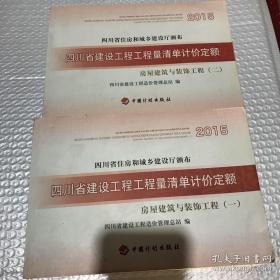 2015
四川省住房和城乡建设厅颁布
四川省建设工程工程量清单计价定额
房屋建筑与装饰工程（二）
四川省建设工程造价管理总站 编
中国计划出版社
2015
四川省住房和城乡建设厅颁布
四川省建设工程工程量清单计价定额
房屋建筑与装饰工程（一）
四川省建设工程造价管理总站 编
中国计划出版社